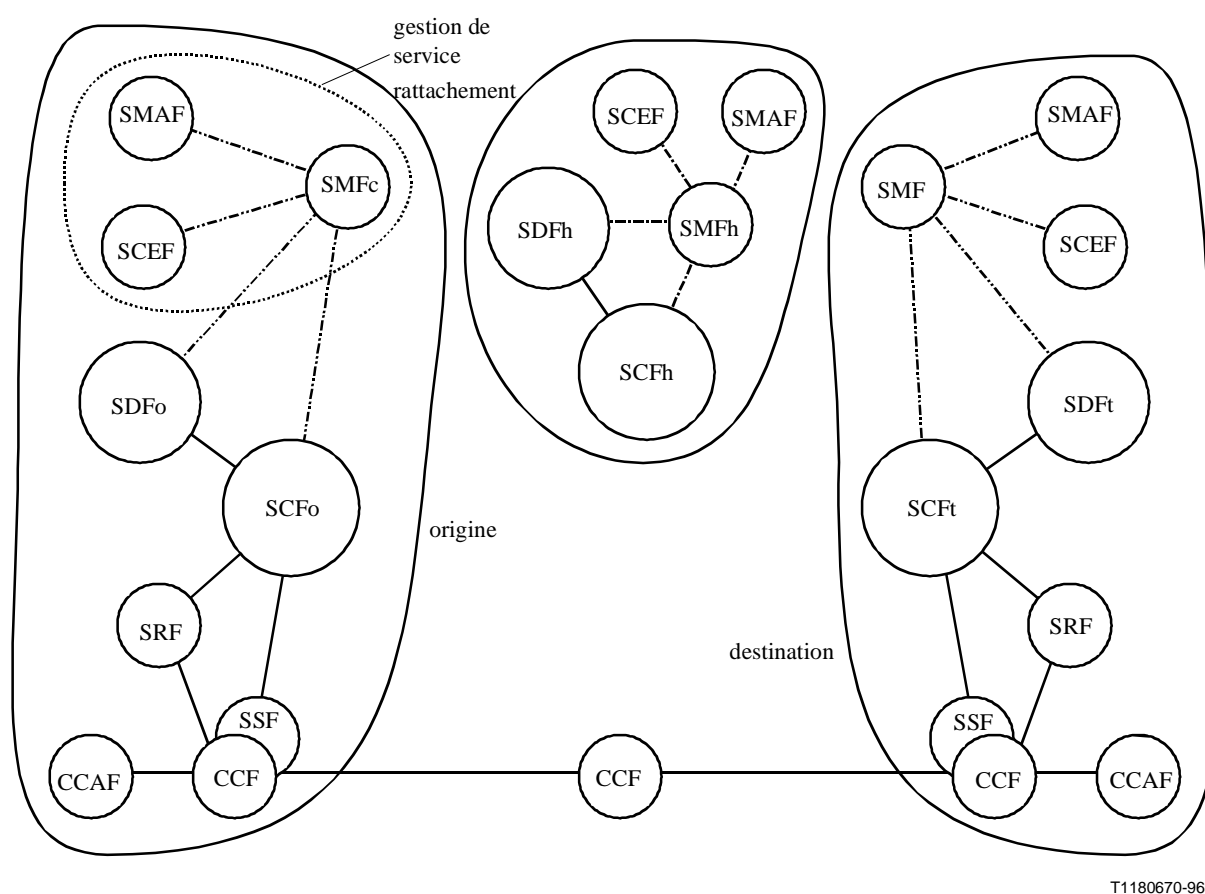 gestion de
service
rattachement
SMAF
SMFc
SCEF
SDFo
SCFo
origine
SRF
SSF
CCAF
CCF
SCEF
SMAF
SDFh
SMFh
SCFh
CCF
SMAF
SMF
SCEF
SDFt
SCFt
SRF
destination
SSF
CCF
CCAF
T1180670-96